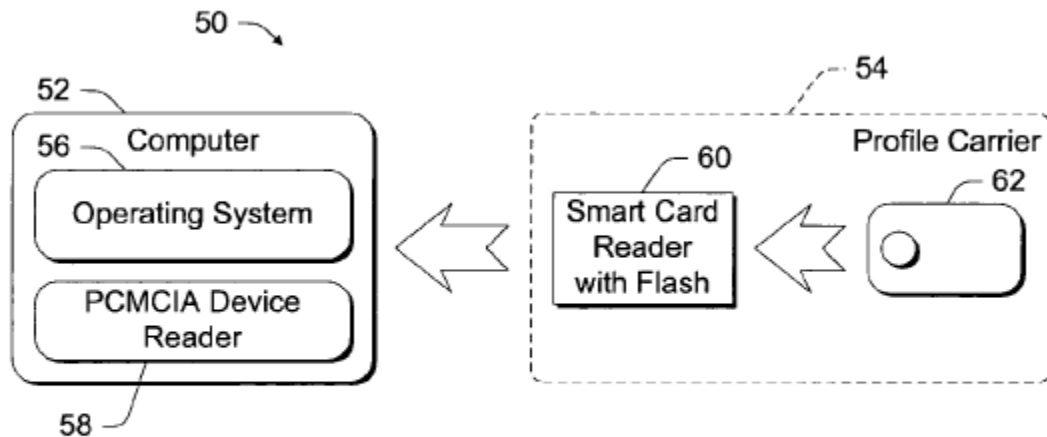 50
52
54
Computer
56
Operating System
PCMCIA Device
Reader
58
Profile Carrier
60
62
Smart Card
Reader
with Flash